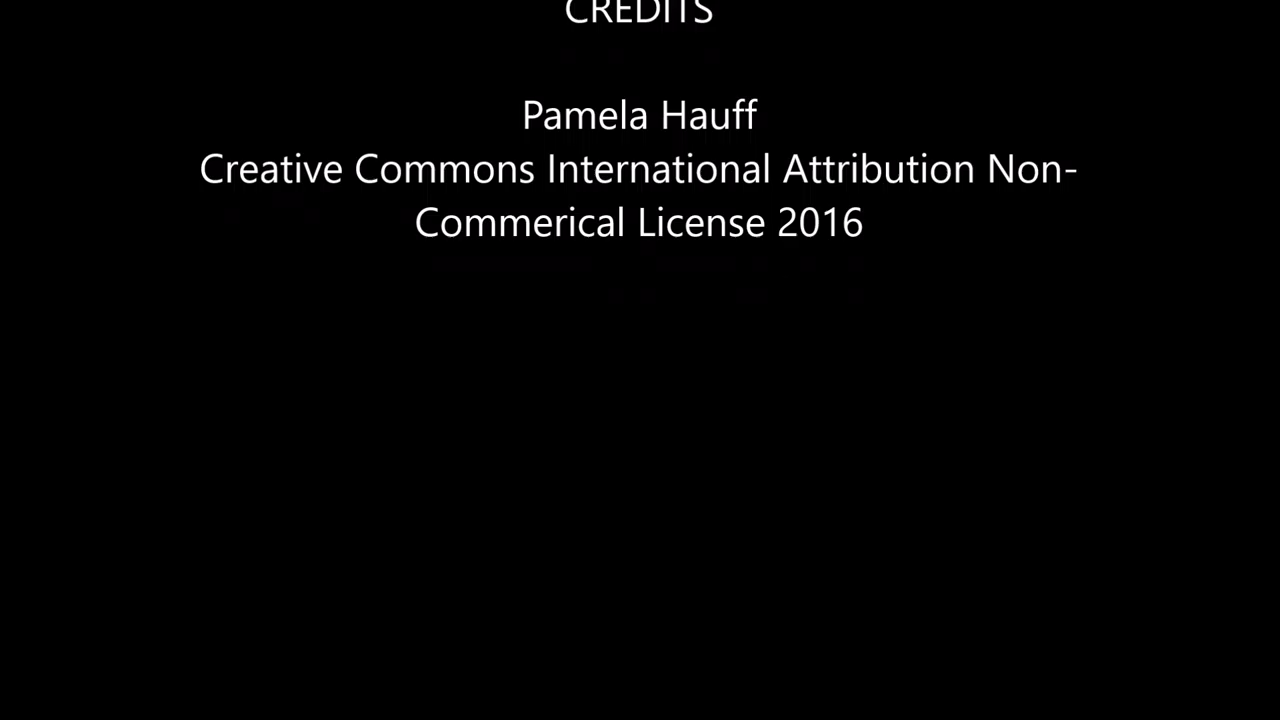 CREDITS
Pamela Hauff
Creative Commons International Attribution Non-
Commerical License 2016